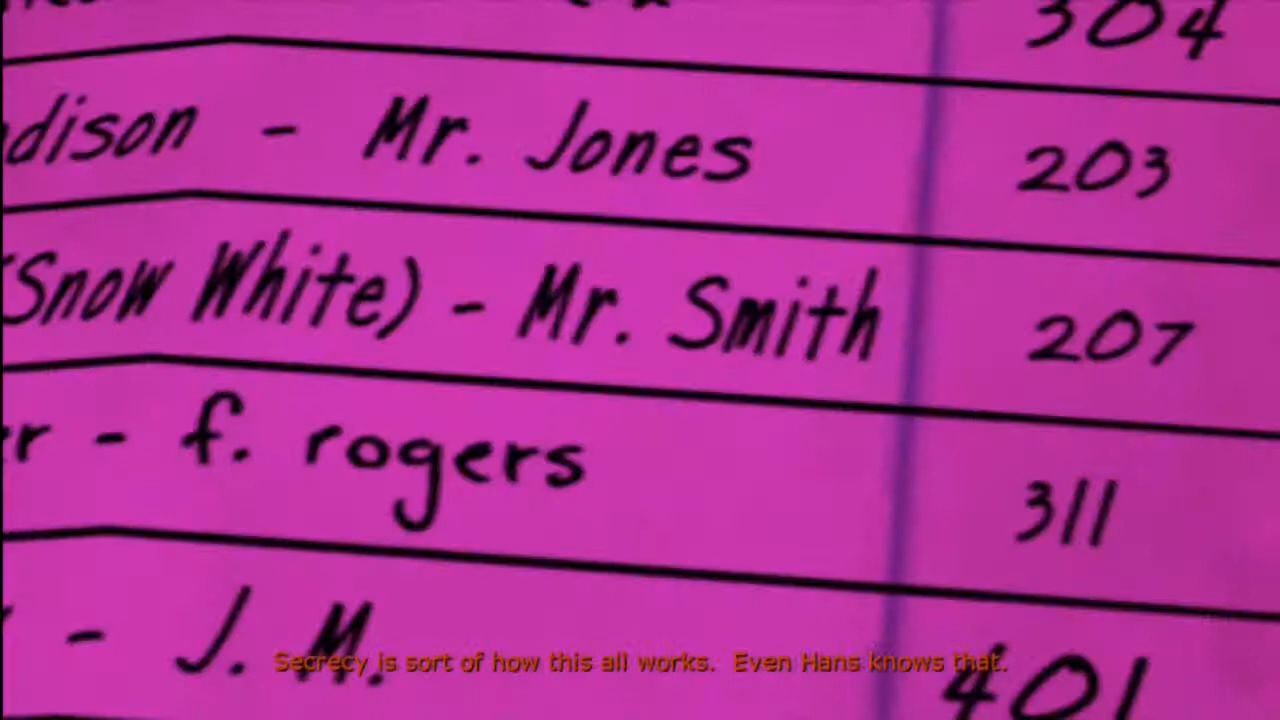 304
dison - Mr. Jones 203
(Snow White) - Mr. Smith 207
er - f. rogers 311
- J. M. 401
Secrecy is sort of how this all works. Even Hans knows that.